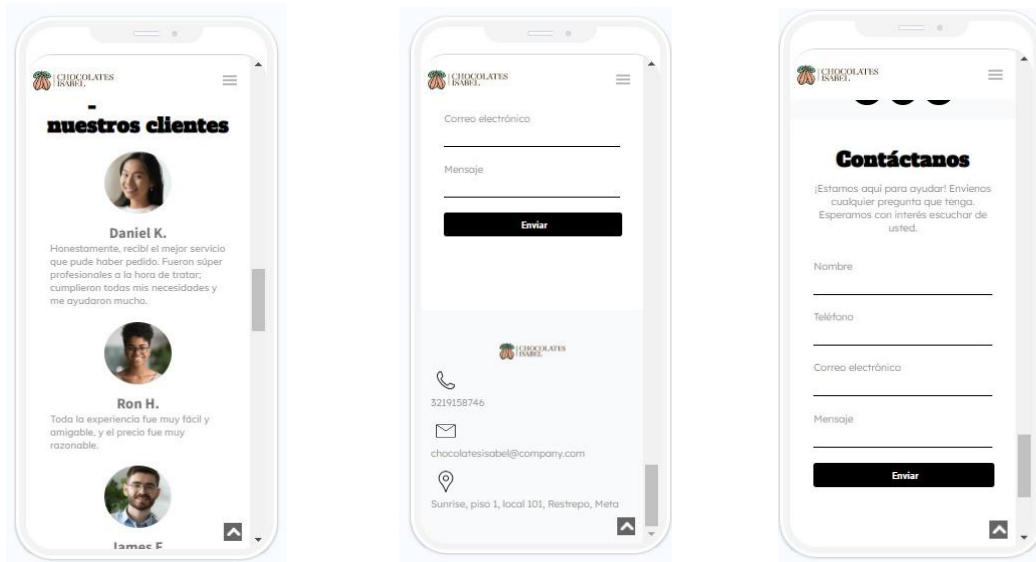 CHOCOLATES
ISABEL
nuestros clientes
Daniel K.
Honestamente, recibí el mejor servicio
que pude haber pedido. Fueron súper
profesionales a la hora de tratar;
cumplieron todas mis necesidades y
me ayudaron mucho.
Ron H.
Toda la experiencia fue muy fácil y
amigable, y el precio fue muy
razonable.
James F
CHOCOLATES
ISABEL
Correo electrónico
Mensaje
Enviar
CHOCOLATES
ISABEL
3219158746
chocolatesisabel@company.com
Sunrise, piso 1, local 101, Restrepo, Meta
CHOCOLATES
ISABEL
Contáctanos
¡Estamos aquí para ayudar! Envíenos
cualquier pregunta que tenga.
Esperamos con interés escuchar de
usted.
Nombre
Teléfono
Correo electrónico
Mensaje
Enviar